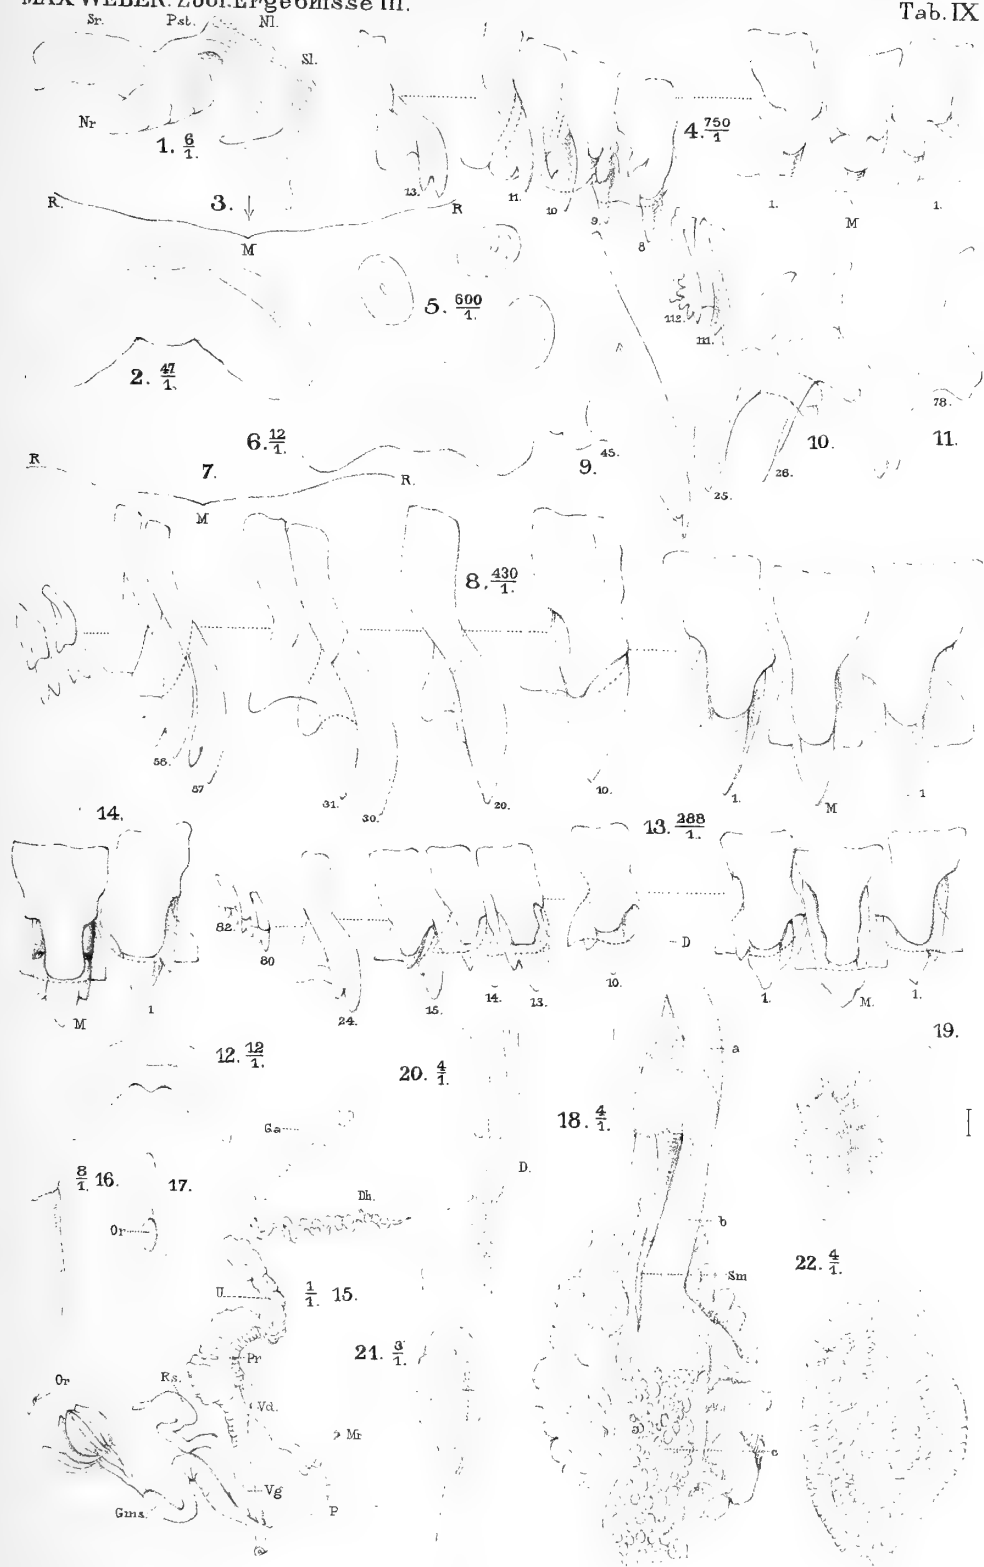 MAX WEBER. Zool. Ergebnisse III.
Tab. IX
Sr. Pst. Nl.
Sl.
Nr
1. 6/1.
4. 750/1
13. 11. 10 9. 8
1. M 1.
3.
R. R
M
5. 600/1.
112. 111.
2. 47/1.
78.
6. 12/1.
45.
9.
10.
11.
R 7. R.
M
25. 26.
8. 430/1.
56. 57
31. 30. 20. 10.
1. M 1
14.
13. 288/1.
82. 80
D
M 1
24. 15. 14. 13. 10.
1. M. 1.
12. 12/1.
20. 4/1.
19.
a
18. 4/1.
Ga
8/1. 16. 17.
D.
Dh.
Or
b
Sm
22. 4/1.
U
1/1 15.
Pr
21. 3/1.
Or
Rs.
Vd.
Mr
c
Vg
Gms.
P